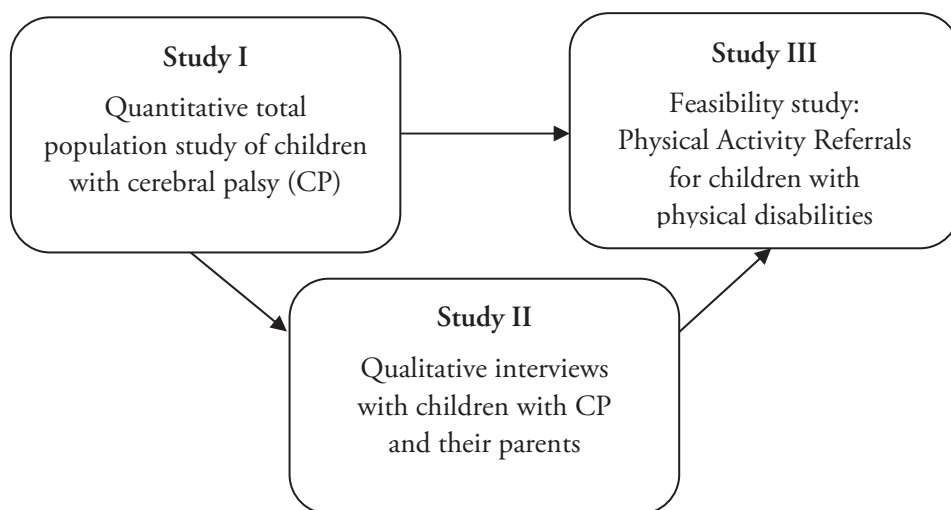 Study I
Quantitative total
population study of children
with cerebral palsy (CP)
Study III
Feasibility study:
Physical Activity Referrals
for children with
physical disabilities
Study II
Qualitative interviews
with children with CP
and their parents